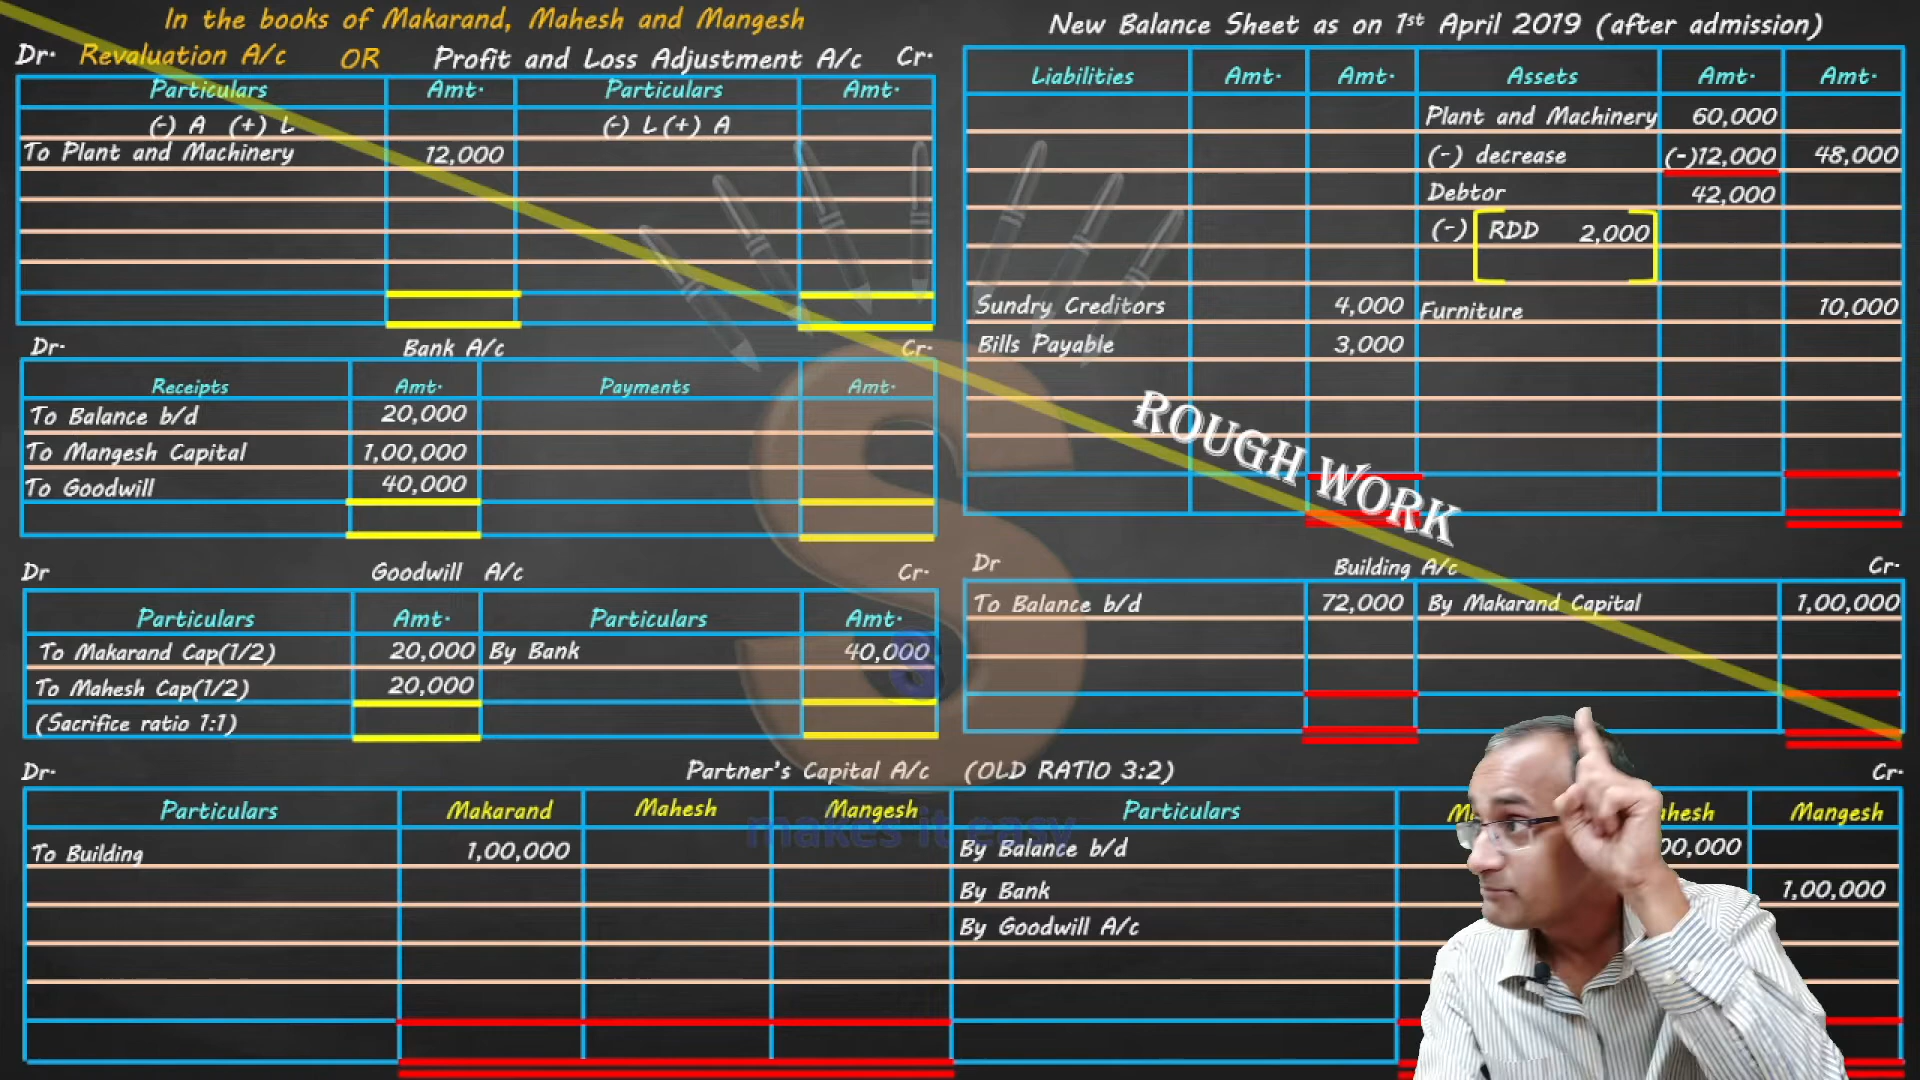 In the books of Makarand, Mahesh and Mangesh
Dr. Revaluation A/c OR Profit and Loss Adjustment A/c Cr.
Particulars Amt. Particulars Amt.
(-) A (+) L (-) L (+) A
To Plant and Machinery 12,000
Dr. Bank A/c Cr.
Receipts Amt. Payments Amt.
To Balance b/d 20,000
To Mangesh Capital 1,00,000
To Goodwill 40,000
Dr Goodwill A/c Cr.
Particulars Amt. Particulars Amt.
To Makarand Cap(1/2) 20,000 By Bank 40,000
To Mahesh Cap(1/2) 20,000
(Sacrifice ratio 1:1)
New Balance Sheet as on 1st April 2019 (after admission)
Liabilities Amt. Amt. Assets Amt. Amt.
Plant and Machinery 60,000
(-) decrease (-)12,000 48,000
Debtor 42,000
(-) RDD 2,000
Sundry Creditors 4,000 Furniture 10,000
Bills Payable 3,000
ROUGH WORK
Dr Building A/c Cr.
To Balance b/d 72,000 By Makarand Capital 1,00,000
Dr. Partner's Capital A/c (OLD RATIO 3:2) Cr.
Particulars Makarand Mahesh Mangesh Particulars Mangesh
To Building 1,00,000 By Balance b/d
By Bank 1,00,000
By Goodwill A/c
S
S
makes it easy